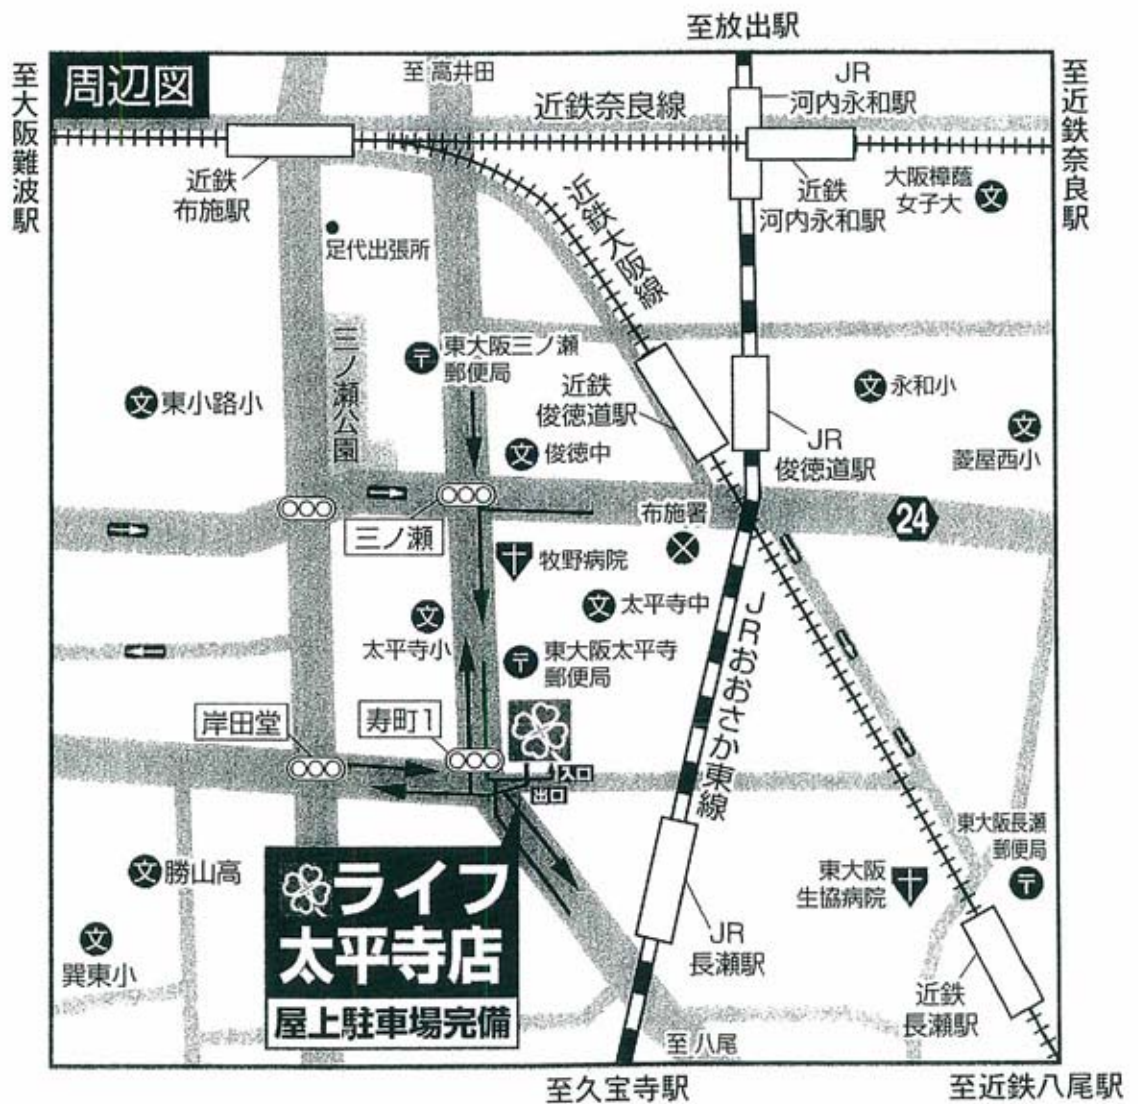 至放出駅
周辺図
至 高井田
至大阪難波駅
近鉄奈良線
JR
河内永和駅
至近鉄奈良駅
近鉄
布施駅
近鉄
河内永和駅
大阪樟蔭
女子大
文
足代出張所
近鉄大阪線
三ノ瀬公園
〒
東大阪三ノ瀬
郵便局
文
東小路小
近鉄
俊徳道駅
文
永和小
文
俊徳中
JR
俊徳道駅
文
菱屋西小
三ノ瀬
布施署
24
牧野病院
文
太平寺小
文
太平寺中
〒
東大阪太平寺
郵便局
JRおおさか東線
岸田堂
寿町1
入口
出口
文
勝山高
ライフ
太平寺店
屋上駐車場完備
文
巽東小
東大阪
生協病院
東大阪長瀬
郵便局
〒
JR
長瀬駅
近鉄
長瀬駅
至 八尾
至久宝寺駅
至近鉄八尾駅